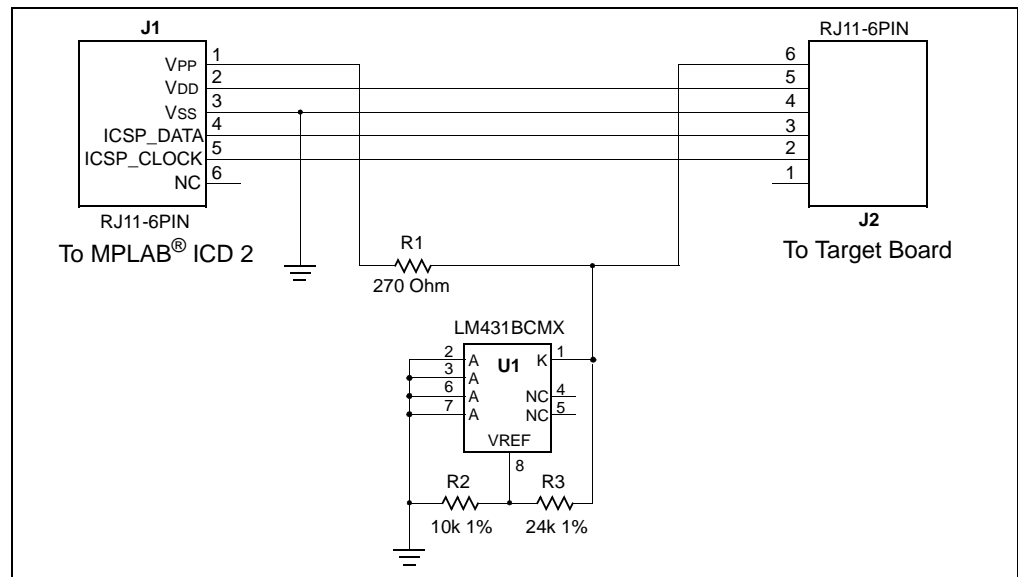 J1
RJ11-6PIN
VPP 1
VDD 2
VSS 3
ICSP_DATA 4
ICSP_CLOCK 5
NC 6
6
5
4
3
2
1
RJ11-6PIN
To MPLAB® ICD 2
J2
To Target Board
R1
270 Ohm
LM431BCMX
U1
2 A
3 A
6 A
7 A
K 1
NC 4
NC 5
VREF
8
R2
10k 1%
R3
24k 1%